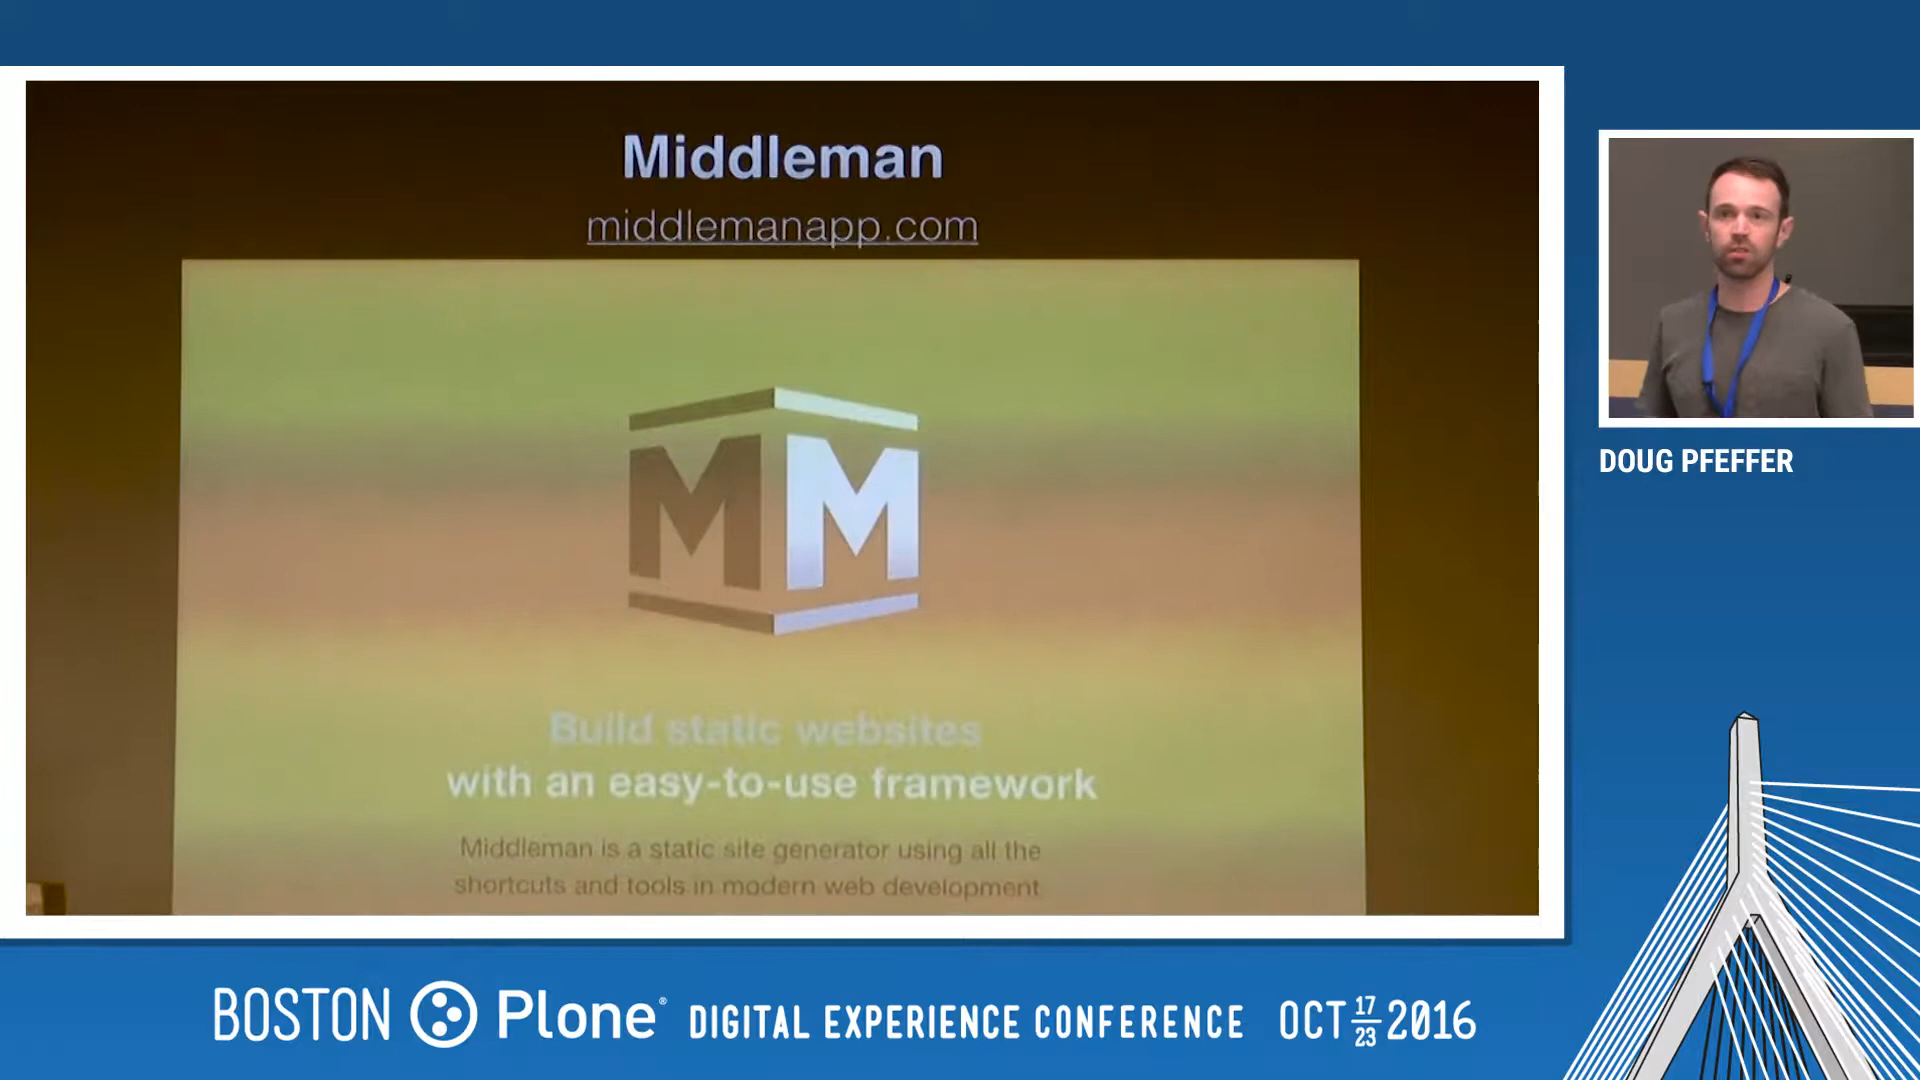 Middleman
middlemanapp.com
MM
Build static websites
with an easy-to-use framework
Middleman is a static site generator using all the
shortcuts and tools in modern web development.
DOUG PFEFFER
BOSTON Plone® DIGITAL EXPERIENCE CONFERENCE OCT 17 23 2016